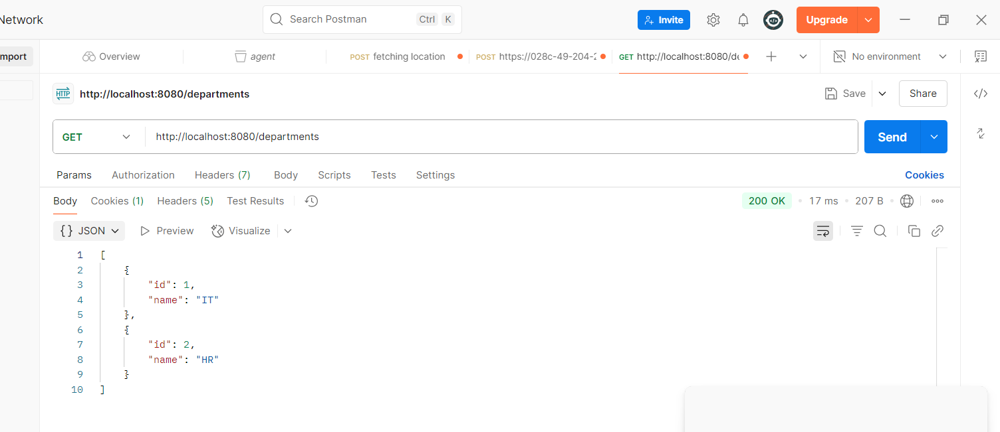 Network
Search Postman Ctrl K
Invite
Upgrade
mport
Overview
agent
POST fetching location
POST https://028c-49-204-2
GET http://localhost:8080/de
No environment
HTTP http://localhost:8080/departments
Save
Share
</>
GET http://localhost:8080/departments
Send
Params Authorization Headers (7) Body Scripts Tests Settings Cookies
Body Cookies (1) Headers (5) Test Results 200 OK • 17 ms • 207 B •
{} JSON Preview Visualize
1 [
2 {
3 "id": 1,
4 "name": "IT"
5 },
6 {
7 "id": 2,
8 "name": "HR"
9 }
10 ]